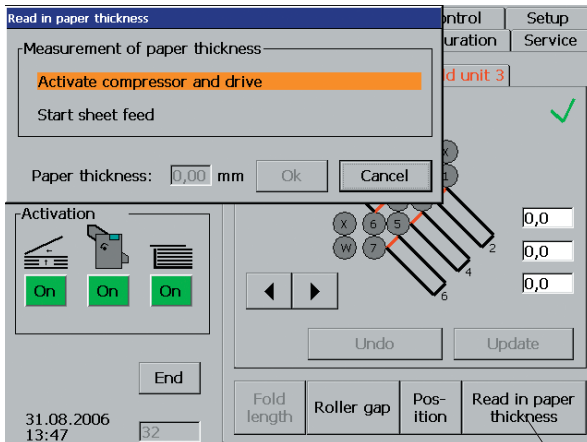 Read in paper thickness
Measurement of paper thickness
Activate compressor and drive
Start sheet feed
Paper thickness: 0,00 mm Ok Cancel
ntrol Setup
uration Service
d unit 3
X
1
X 6 5
W 7
2
4
6
0,0
0,0
0,0
Activation
On On On
Undo Update
End
Fold
length
Roller gap
Pos-
ition
Read in paper
thickness
31.08.2006
13:47
32